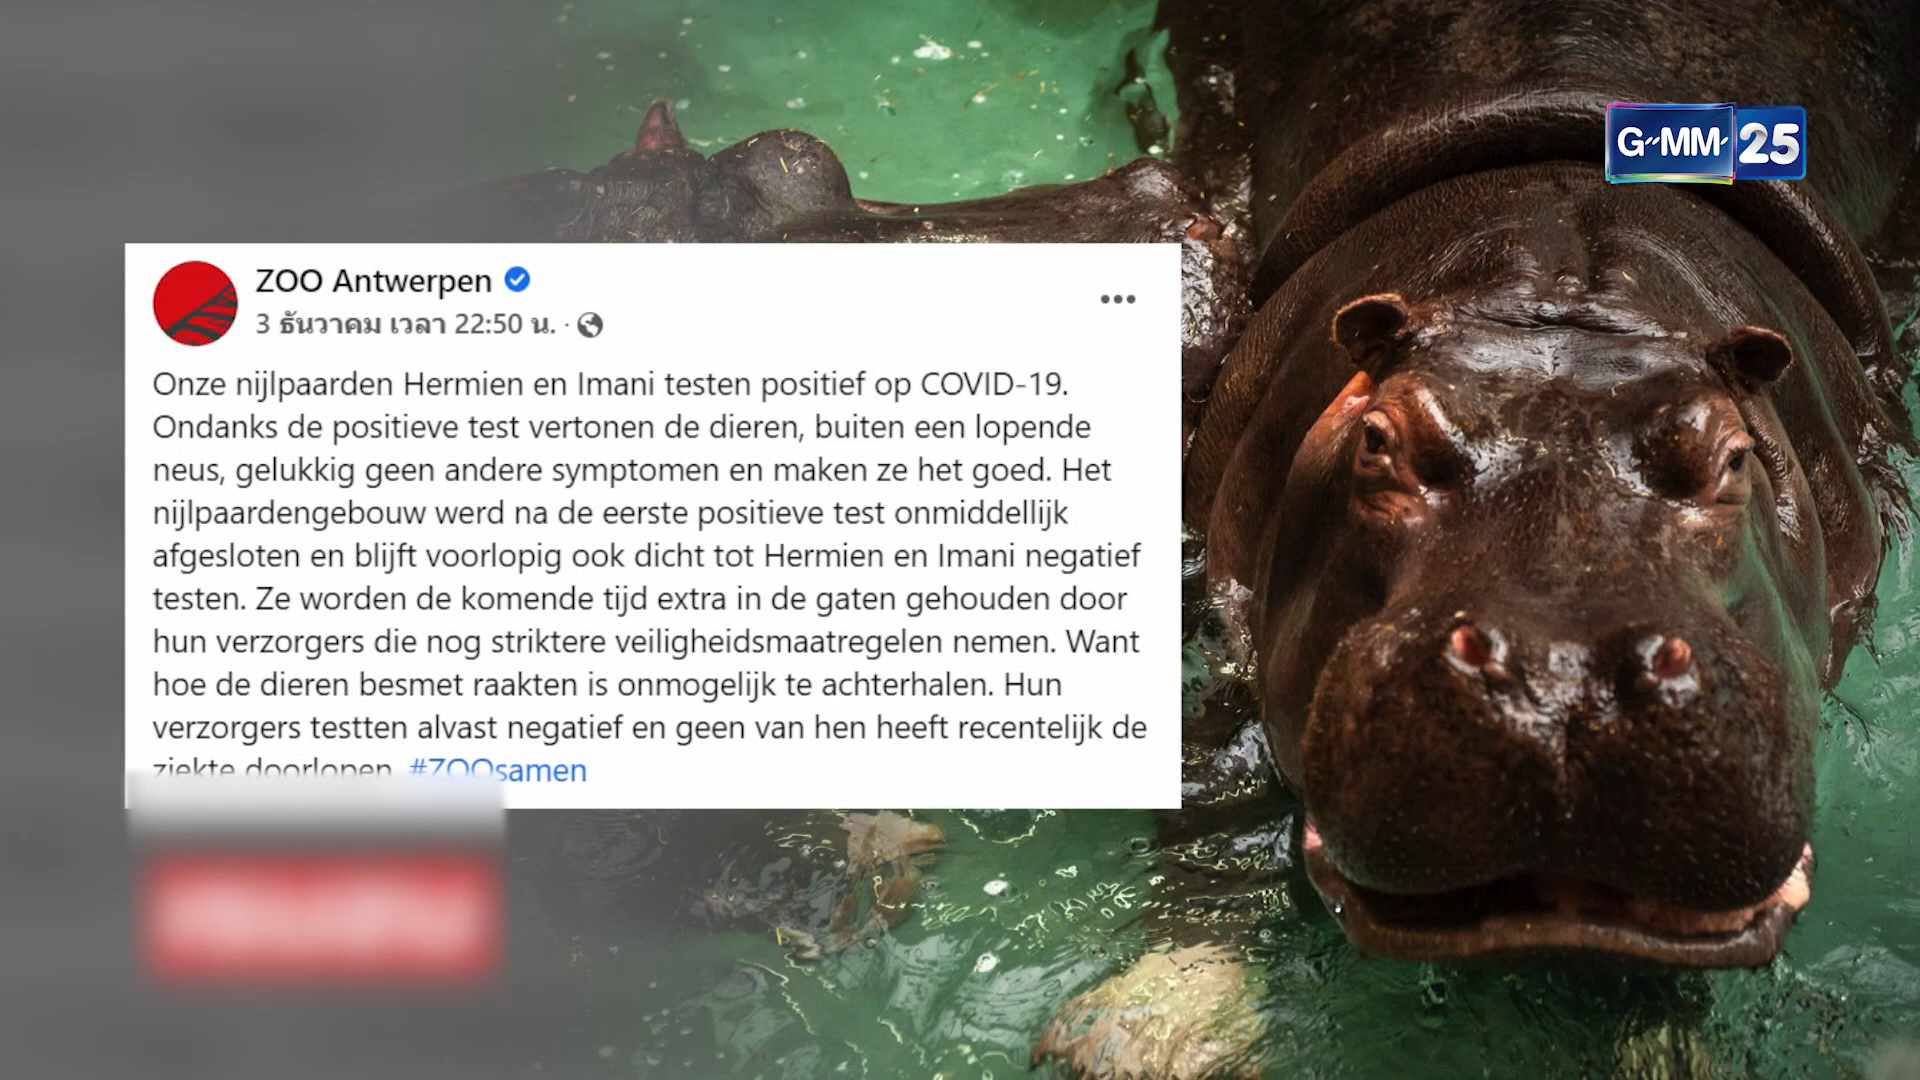 GMM 25
ZOO Antwerpen
3 ธันวาคม เวลา 22:50 น. ·
Onze nijlpaarden Hermien en Imani testen positief op COVID-19.
Ondanks de positieve test vertonen de dieren, buiten een lopende
neus, gelukkig geen andere symptomen en maken ze het goed. Het
nijlpaardengebouw werd na de eerste positieve test onmiddellijk
afgesloten en blijft voorlopig ook dicht tot Hermien en Imani negatief
testen. Ze worden de komende tijd extra in de gaten gehouden door
hun verzorgers die nog striktere veiligheidsmaatregelen nemen. Want
hoe de dieren besmet raakten is onmogelijk te achterhalen. Hun
verzorgers testten alvast negatief en geen van hen heeft recentelijk de
ziekte doorlopen. #ZOOsamen